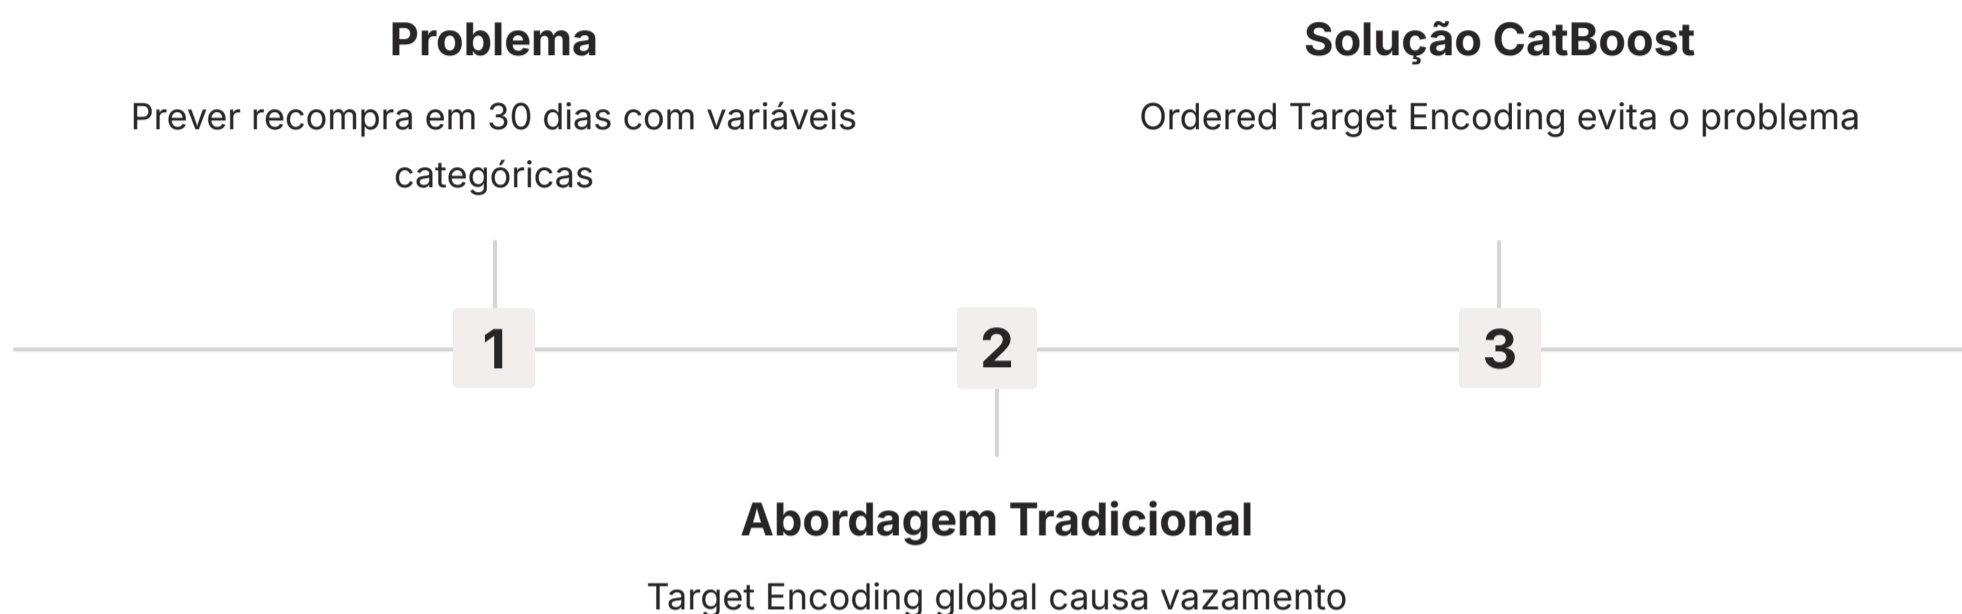 Problema
Prever recompra em 30 dias com variáveis
categóricas
Solução CatBoost
Ordered Target Encoding evita o problema
1
2
3
Abordagem Tradicional
Target Encoding global causa vazamento